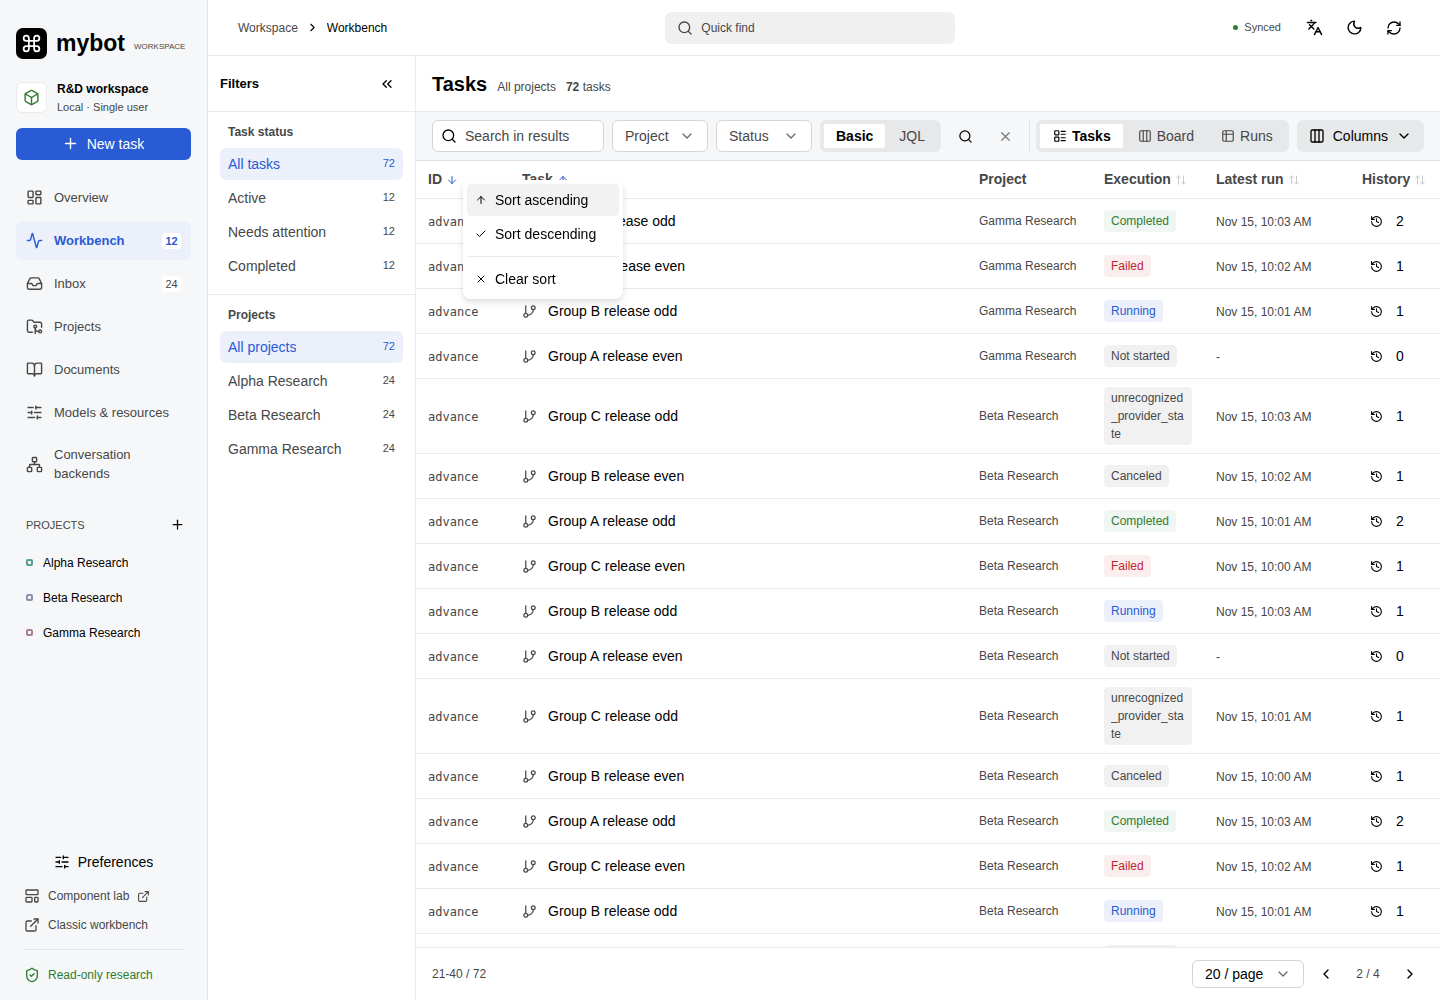 mybot WORKSPACE
R&D workspace
Local · Single user
New task
Overview
Workbench 12
Inbox 24
Projects
Documents
Models & resources
Conversation
backends
PROJECTS
Alpha Research
Beta Research
Gamma Research
Preferences
Component lab
Classic workbench
Read-only research
Workspace Workbench
Quick find
Synced
Filters
Task status
All tasks 72
Active 12
Needs attention 12
Completed 12
Projects
All projects 72
Alpha Research 24
Beta Research 24
Gamma Research 24
Tasks All projects 72 tasks
Search in results Project Status Basic JQL Tasks Board Runs Columns
ID Task Project Execution Latest run History
Sort ascending
Sort descending
Clear sort
advan ease odd Gamma Research Completed Nov 15, 10:03 AM 2
advan ease even Gamma Research Failed Nov 15, 10:02 AM 1
advance Group B release odd Gamma Research Running Nov 15, 10:01 AM 1
advance Group A release even Gamma Research Not started - 0
advance Group C release odd Beta Research unrecognized
_provider_sta
te Nov 15, 10:03 AM 1
advance Group B release even Beta Research Canceled Nov 15, 10:02 AM 1
advance Group A release odd Beta Research Completed Nov 15, 10:01 AM 2
advance Group C release even Beta Research Failed Nov 15, 10:00 AM 1
advance Group B release odd Beta Research Running Nov 15, 10:03 AM 1
advance Group A release even Beta Research Not started - 0
advance Group C release odd Beta Research unrecognized
_provider_sta
te Nov 15, 10:01 AM 1
advance Group B release even Beta Research Canceled Nov 15, 10:00 AM 1
advance Group A release odd Beta Research Completed Nov 15, 10:03 AM 2
advance Group C release even Beta Research Failed Nov 15, 10:02 AM 1
advance Group B release odd Beta Research Running Nov 15, 10:01 AM 1
21-40 / 72 20 / page 2 / 4